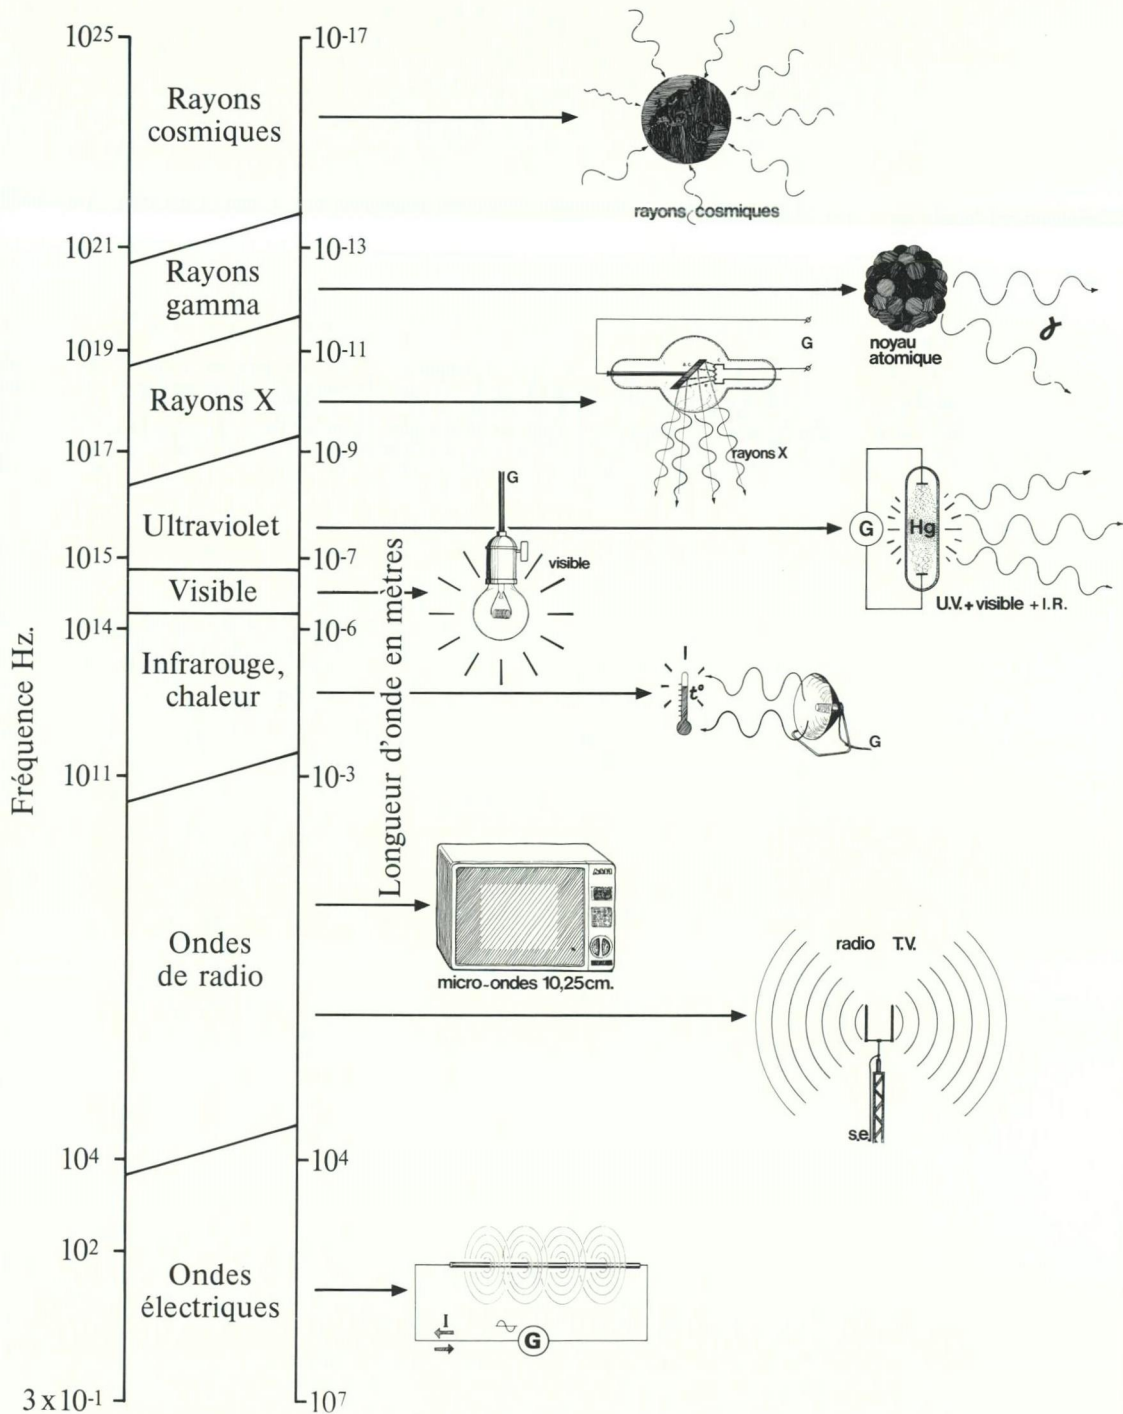 10²⁵
10⁻¹⁷
Rayons
cosmiques
rayons cosmiques
10²¹
10⁻¹³
Rayons
gamma
noyau
atomique
γ
10¹⁹
10⁻¹¹
G
Rayons X
rayons X
10¹⁷
10⁻⁹
G
Ultraviolet
G
Hg
U.V. + visible + I.R.
10¹⁵
10⁻⁷
visible
Visible
10¹⁴
10⁻⁶
Fréquence Hz.
Longueur d'onde en mètres
Infrarouge,
chaleur
t°
G
10¹¹
10⁻³
micro-ondes 10,25cm.
Ondes
de radio
radio T.V.
s.e.
10⁴
10⁴
10²
Ondes
électriques
I
G
3 x 10⁻¹
10⁷